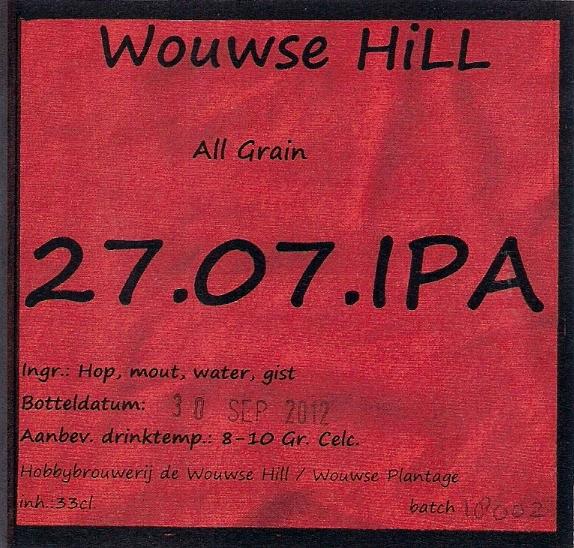 Wouwse HiLL
All Grain
27.07.IPA
Ingr.: Hop, mout, water, gist
Botteldatum: 30 SEP 2012
Aanbev. drinktemp.: 8-10 Gr. Celc.
Hobbybrouwerij de Wouwse Hill / Wouwse Plantage
inh.:33cl batch